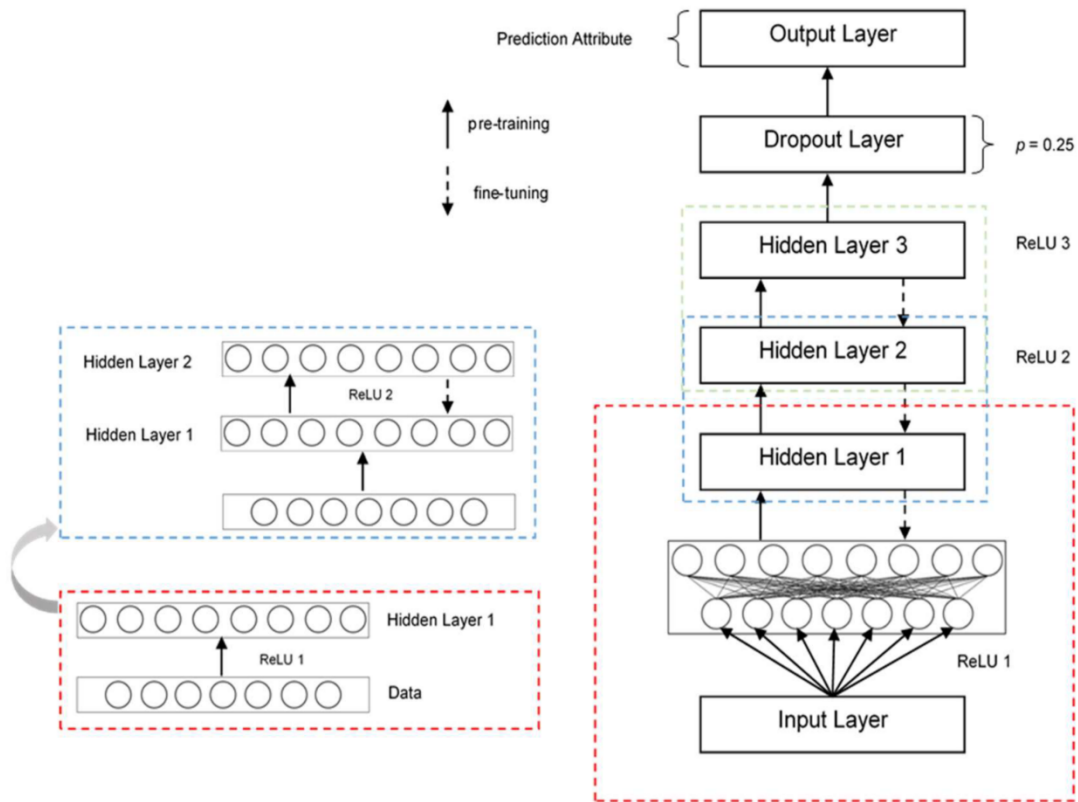 Prediction Attribute
Output Layer
pre-training
fine-tuning
Dropout Layer
p = 0.25
Hidden Layer 3
ReLU 3
Hidden Layer 2
ReLU 2
Hidden Layer 1
ReLU 1
Input Layer
Hidden Layer 2
ReLU 2
Hidden Layer 1
Hidden Layer 1
ReLU 1
Data